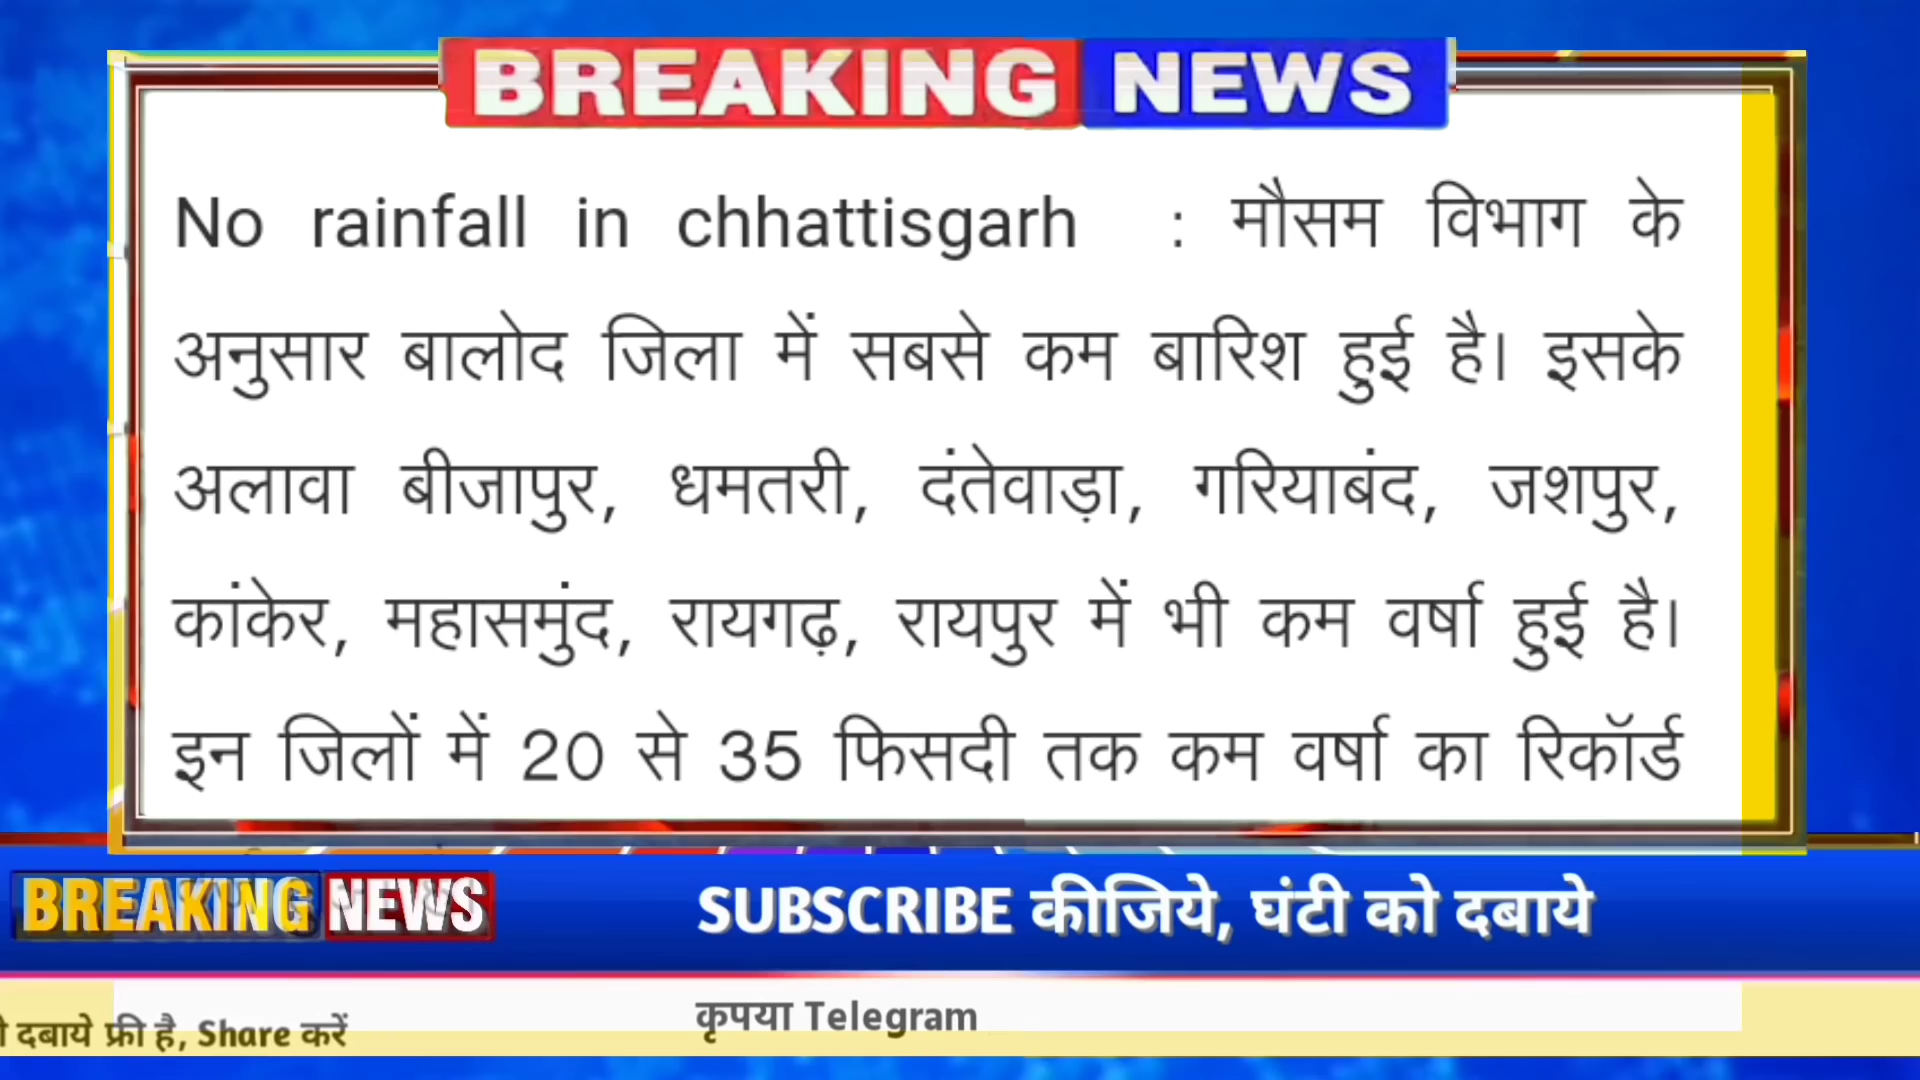 BREAKING NEWS
No rainfall in chhattisgarh : मौसम विभाग के
अनुसार बालोद जिला में सबसे कम बारिश हुई है। इसके
अलावा बीजापुर, धमतरी, दंतेवाड़ा, गरियाबंद, जशपुर,
कांकेर, महासमुंद, रायगढ़, रायपुर में भी कम वर्षा हुई है।
इन जिलों में 20 से 35 फिसदी तक कम वर्षा का रिकॉर्ड
BREAKING NEWS
SUBSCRIBE कीजिये, घंटी को दबाये
दबाये फ्री है, Share करें
कृपया Telegram